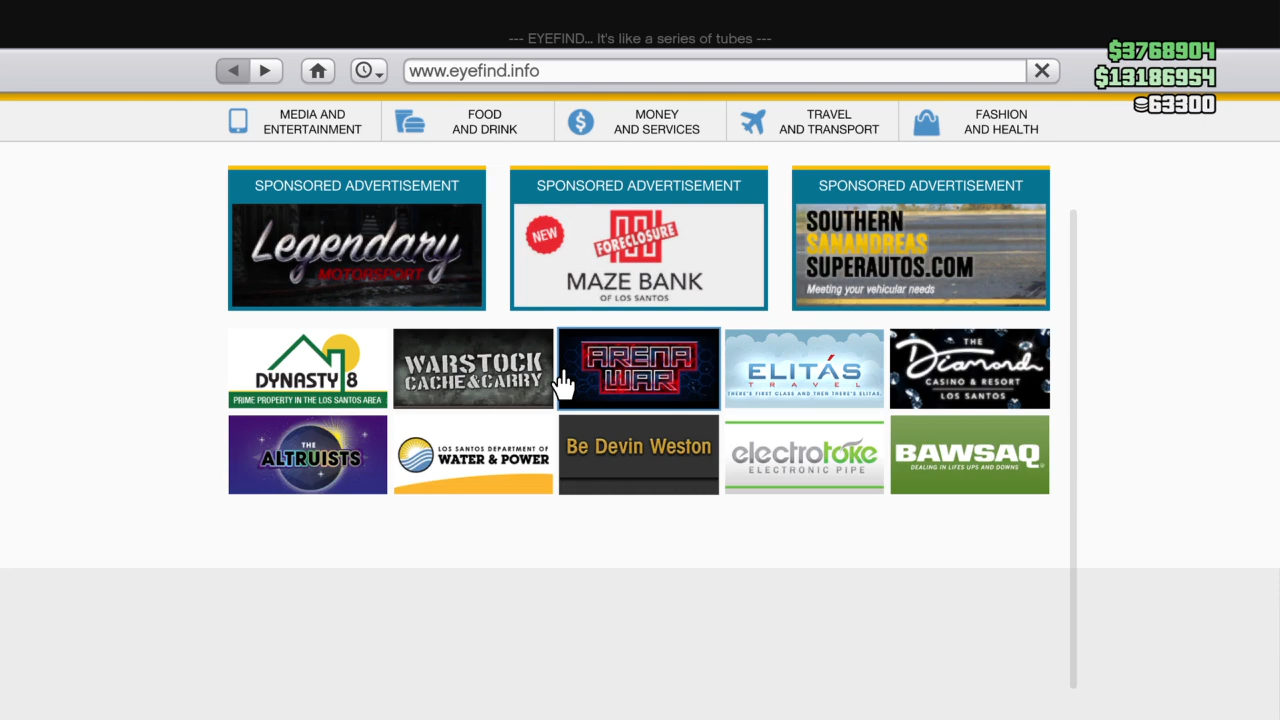 --- EYEFIND... It's like a series of tubes ---
$3768904
www.eyefind.info
$13186954
63300
MEDIA AND
ENTERTAINMENT
FOOD
AND DRINK
MONEY
AND SERVICES
TRAVEL
AND TRANSPORT
FASHION
AND HEALTH
SPONSORED ADVERTISEMENT
Legendary
MOTORSPORT
SPONSORED ADVERTISEMENT
NEW
FORECLOSURE
MAZE BANK
OF LOS SANTOS
SPONSORED ADVERTISEMENT
SOUTHERN
SANANDREAS
SUPERAUTOS.COM
Meeting your vehicular needs
DYNASTY 8
PRIME PROPERTY IN THE LOS SANTOS AREA
WARSTOCK
CACHE & CARRY
ARENA
WAR
ELITÁS
TRAVEL
THERE'S FIRST CLASS AND THEN THERE'S ELITAS.
THE
Diamond
CASINO & RESORT
LOS SANTOS
THE
ALTRUISTS
LOS SANTOS DEPARTMENT OF
WATER & POWER
Be Devin Weston
electrotoke
ELECTRONIC PIPE
BAWSAQ
DEALING IN LIFES UPS AND DOWNS